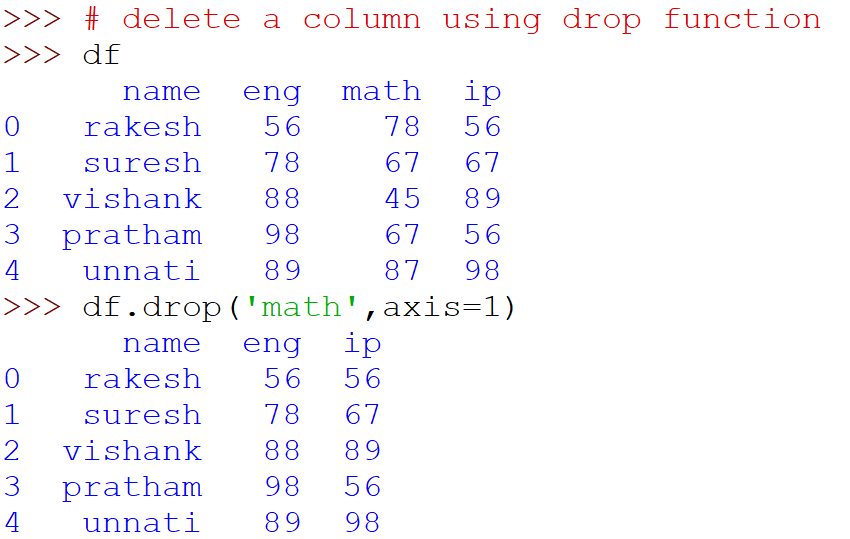 >>> # delete a column using drop function
>>> df
      name  eng  math  ip
0   rakesh   56    78  56
1   suresh   78    67  67
2  vishank   88    45  89
3  pratham   98    67  56
4   unnati   89    87  98
>>> df.drop('math',axis=1)
      name  eng  ip
0   rakesh   56  56
1   suresh   78  67
2  vishank   88  89
3  pratham   98  56
4   unnati   89  98